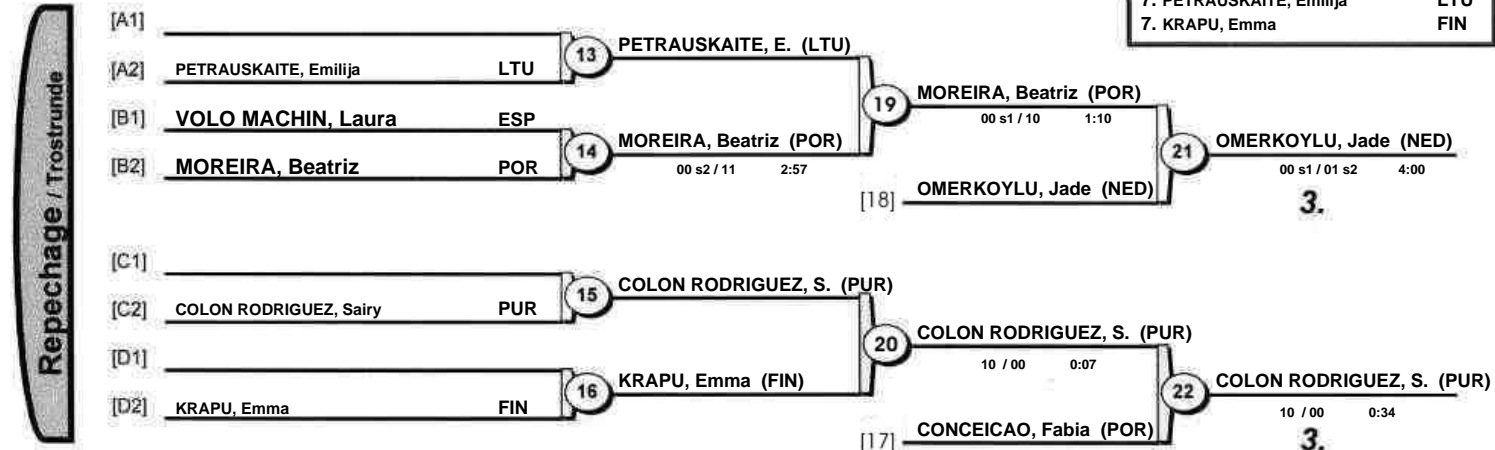 7. PETRAUSKAITE, Emilija LTU
7. KRAPU, Emma FIN
Repechage / Trostrunde
[A1]
[A2] PETRAUSKAITE, Emilija LTU
13 PETRAUSKAITE, E. (LTU)
[B1] VOLO MACHIN, Laura ESP
[B2] MOREIRA, Beatriz POR
14 MOREIRA, Beatriz (POR)
00 s2 / 11 2:57
19 MOREIRA, Beatriz (POR)
00 s1 / 10 1:10
[18] OMERKOYLU, Jade (NED)
21 OMERKOYLU, Jade (NED)
00 s1 / 01 s2 4:00
3.
[C1]
[C2] COLON RODRIGUEZ, Sairy PUR
15 COLON RODRIGUEZ, S. (PUR)
[D1]
[D2] KRAPU, Emma FIN
16 KRAPU, Emma (FIN)
20 COLON RODRIGUEZ, S. (PUR)
10 / 00 0:07
[17] CONCEICAO, Fabia (POR)
22 COLON RODRIGUEZ, S. (PUR)
10 / 00 0:34
3.